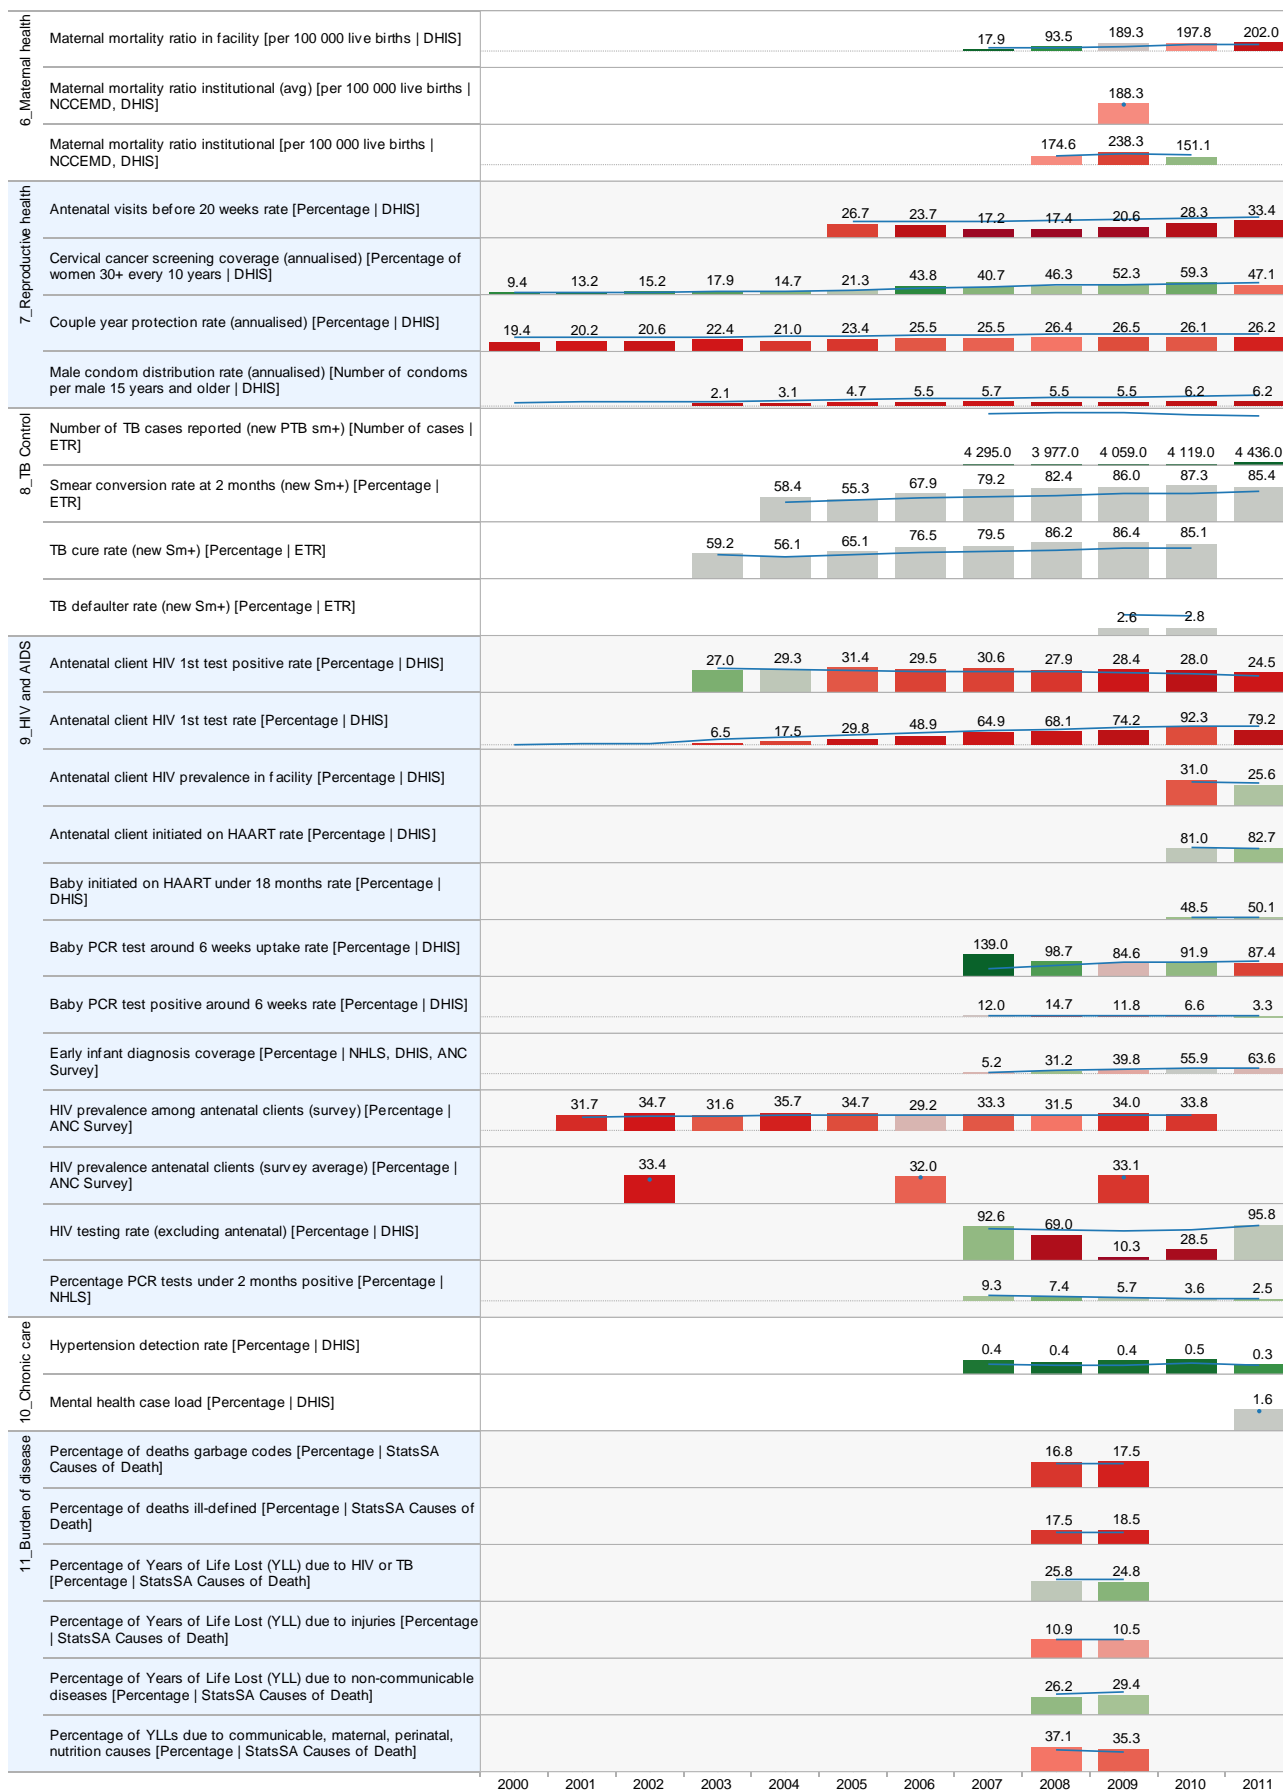 6_Maternal health
Maternal mortality ratio in facility [per 100 000 live births | DHIS]
17.9 93.5 189.3 197.8 202.0
Maternal mortality ratio institutional (avg) [per 100 000 live births |
NCCEMD, DHIS]
188.3
Maternal mortality ratio institutional [per 100 000 live births |
NCCEMD, DHIS]
174.6 238.3 151.1
7_Reproductive health
Antenatal visits before 20 weeks rate [Percentage | DHIS]
26.7 23.7 17.2 17.4 20.6 28.3 33.4
Cervical cancer screening coverage (annualised) [Percentage of
women 30+ every 10 years | DHIS]
9.4 13.2 15.2 17.9 14.7 21.3 43.8 40.7 46.3 52.3 59.3 47.1
Couple year protection rate (annualised) [Percentage | DHIS]
19.4 20.2 20.6 22.4 21.0 23.4 25.5 25.5 26.4 26.5 26.1 26.2
Male condom distribution rate (annualised) [Number of condoms
per male 15 years and older | DHIS]
2.1 3.1 4.7 5.5 5.7 5.5 5.5 6.2 6.2
8_TB Control
Number of TB cases reported (new PTB sm+) [Number of cases |
ETR]
4 295.0 3 977.0 4 059.0 4 119.0 4 436.0
Smear conversion rate at 2 months (new Sm+) [Percentage |
ETR]
58.4 55.3 67.9 79.2 82.4 86.0 87.3 85.4
TB cure rate (new Sm+) [Percentage | ETR]
59.2 56.1 65.1 76.5 79.5 86.2 86.4 85.1
TB defaulter rate (new Sm+) [Percentage | ETR]
2.6 2.8
9_HIV and AIDS
Antenatal client HIV 1st test positive rate [Percentage | DHIS]
27.0 29.3 31.4 29.5 30.6 27.9 28.4 28.0 24.5
Antenatal client HIV 1st test rate [Percentage | DHIS]
6.5 17.5 29.8 48.9 64.9 68.1 74.2 92.3 79.2
Antenatal client HIV prevalence in facility [Percentage | DHIS]
31.0 25.6
Antenatal client initiated on HAART rate [Percentage | DHIS]
81.0 82.7
Baby initiated on HAART under 18 months rate [Percentage |
DHIS]
48.5 50.1
Baby PCR test around 6 weeks uptake rate [Percentage | DHIS]
139.0 98.7 84.6 91.9 87.4
Baby PCR test positive around 6 weeks rate [Percentage | DHIS]
12.0 14.7 11.8 6.6 3.3
Early infant diagnosis coverage [Percentage | NHLS, DHIS, ANC
Survey]
5.2 31.2 39.8 55.9 63.6
HIV prevalence among antenatal clients (survey) [Percentage |
ANC Survey]
31.7 34.7 31.6 35.7 34.7 29.2 33.3 31.5 34.0 33.8
HIV prevalence antenatal clients (survey average) [Percentage |
ANC Survey]
33.4 32.0 33.1
HIV testing rate (excluding antenatal) [Percentage | DHIS]
92.6 69.0 10.3 28.5 95.8
Percentage PCR tests under 2 months positive [Percentage |
NHLS]
9.3 7.4 5.7 3.6 2.5
10_Chronic care
Hypertension detection rate [Percentage | DHIS]
0.4 0.4 0.4 0.5 0.3
Mental health case load [Percentage | DHIS]
1.6
11_Burden of disease
Percentage of deaths garbage codes [Percentage | StatsSA
Causes of Death]
16.8 17.5
Percentage of deaths ill-defined [Percentage | StatsSA Causes of
Death]
17.5 18.5
Percentage of Years of Life Lost (YLL) due to HIV or TB
[Percentage | StatsSA Causes of Death]
25.8 24.8
Percentage of Years of Life Lost (YLL) due to injuries [Percentage
| StatsSA Causes of Death]
10.9 10.5
Percentage of Years of Life Lost (YLL) due to non-communicable
diseases [Percentage | StatsSA Causes of Death]
26.2 29.4
Percentage of YLLs due to communicable, maternal, perinatal,
nutrition causes [Percentage | StatsSA Causes of Death]
37.1 35.3
2000 2001 2002 2003 2004 2005 2006 2007 2008 2009 2010 2011